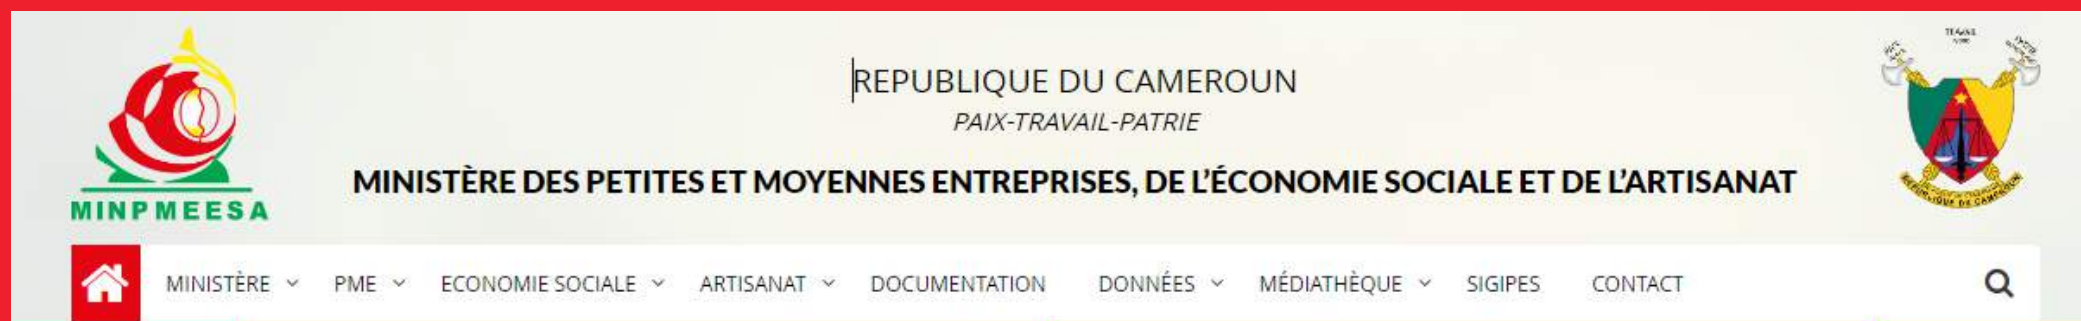 REPUBLIQUE DU CAMEROUN
PAIX-TRAVAIL-PATRIE
MINISTÈRE DES PETITES ET MOYENNES ENTREPRISES, DE L'ÉCONOMIE SOCIALE ET DE L'ARTISANAT
MINPMEESA
MINISTÈRE PME ECONOMIE SOCIALE ARTISANAT DOCUMENTATION DONNÉES MÉDIATHÈQUE SIGIPES CONTACT